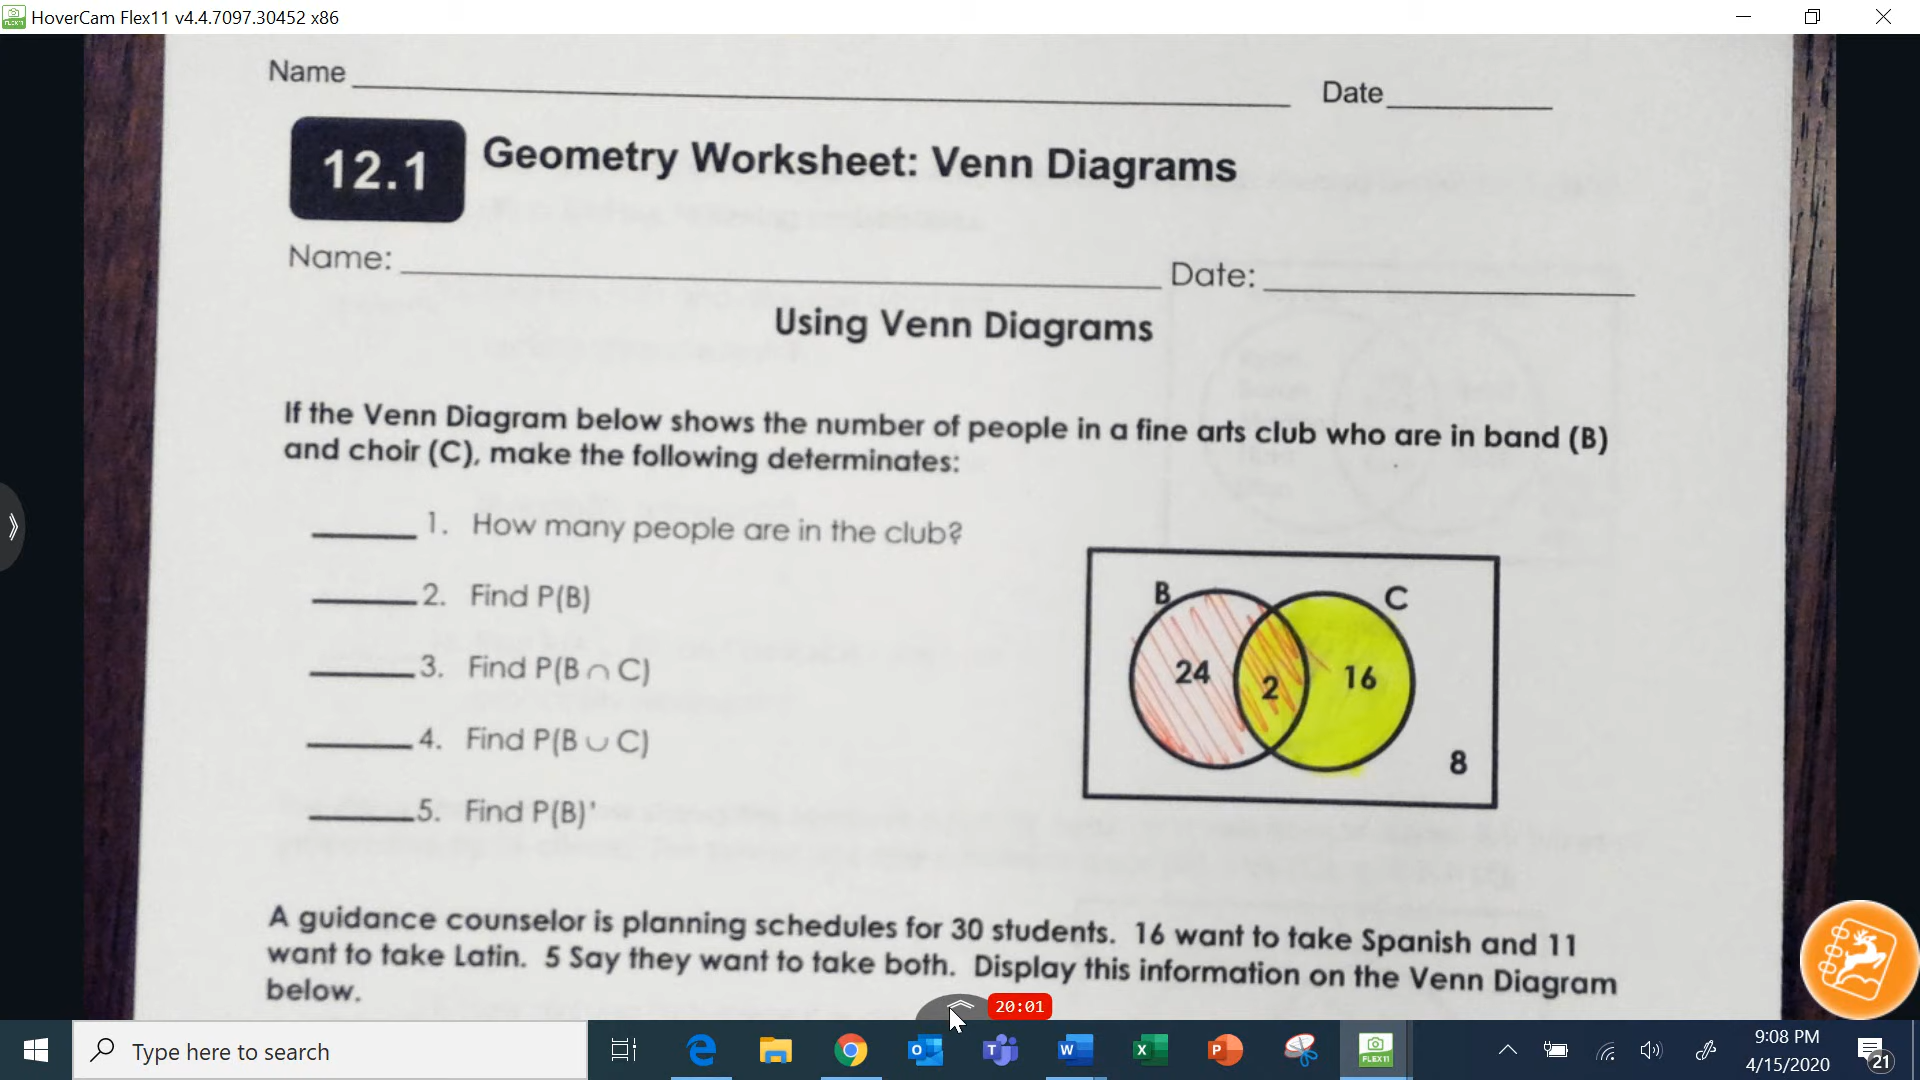 HoverCam Flex11 v4.4.7097.30452 x86
Name Date
12.1 Geometry Worksheet: Venn Diagrams
Name: Date:
Using Venn Diagrams
If the Venn Diagram below shows the number of people in a fine arts club who are in band (B)
and choir (C), make the following determinates:
1. How many people are in the club?
2. Find P(B)
3. Find P(B ∩ C)
4. Find P(B ∪ C)
5. Find P(B)'
B C
24 2 16
8
A guidance counselor is planning schedules for 30 students. 16 want to take Spanish and 11
want to take Latin. 5 Say they want to take both. Display this information on the Venn Diagram
below.
20:01
Type here to search
FLEX11
9:08 PM
4/15/2020
21